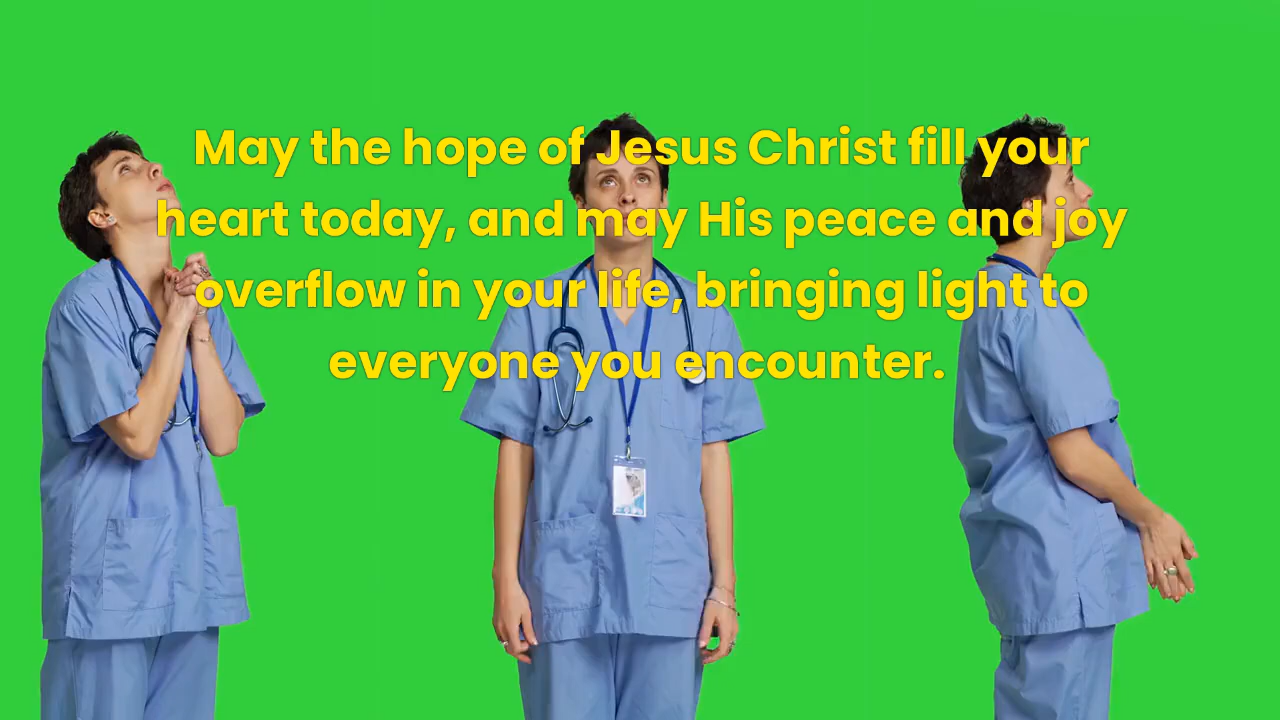 May the hope of Jesus Christ fill your
heart today, and may His peace and joy
overflow in your life, bringing light to
everyone you encounter.